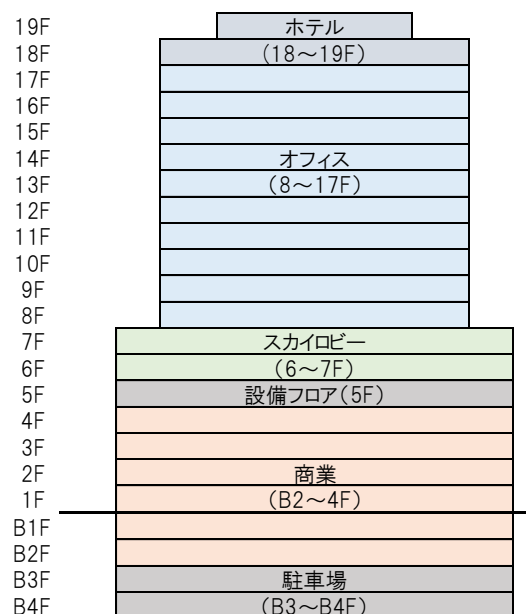 19F ホテル
18F (18～19F)
17F
16F
15F
14F オフィス
13F (8～17F)
12F
11F
10F
9F
8F
7F スカイロビー
6F (6～7F)
5F 設備フロア(5F)
4F
3F
2F 商業
1F (B2～4F)
B1F
B2F
B3F 駐車場
B4F (B3～B4F)